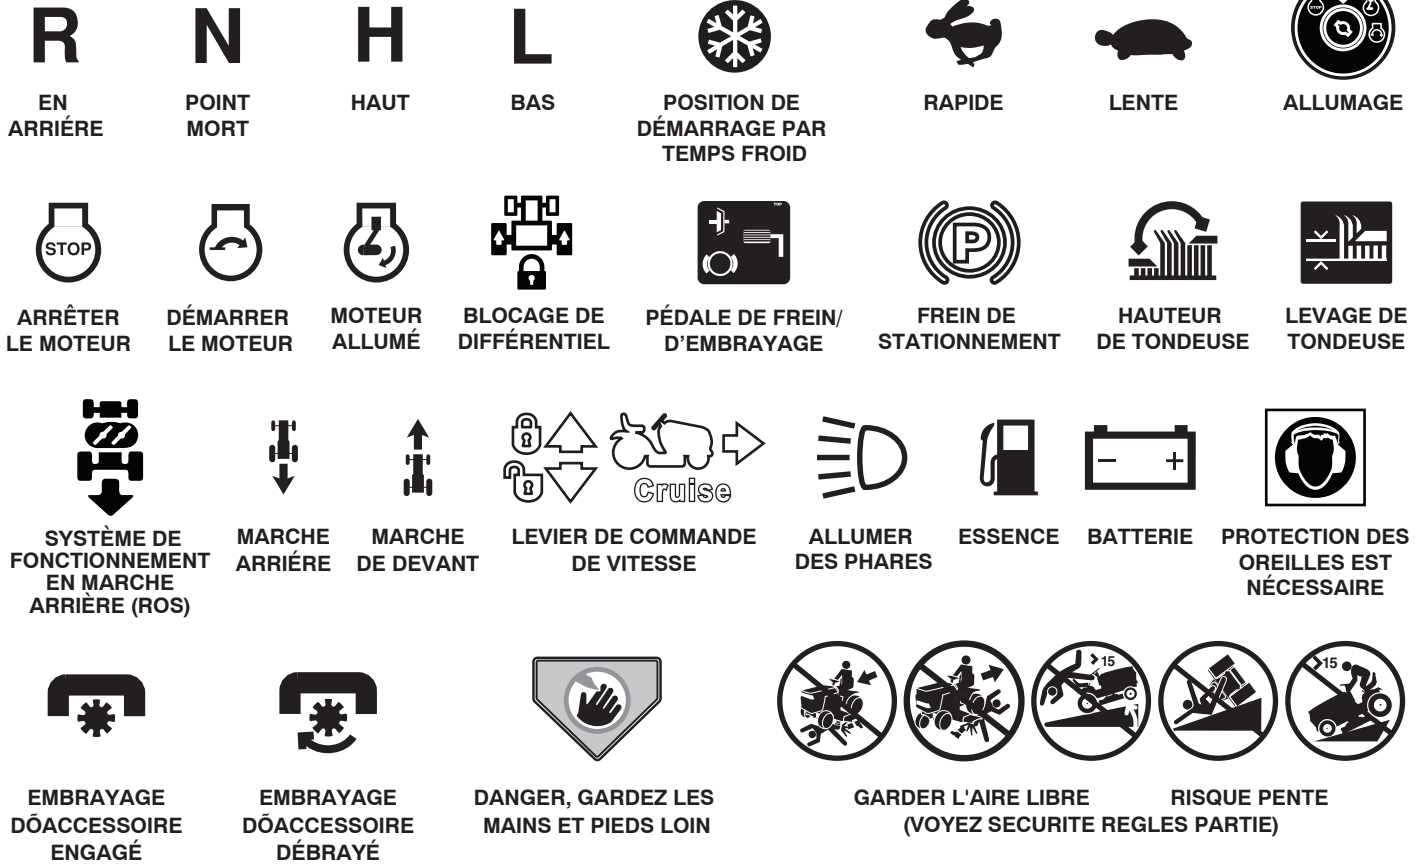 R N H L
EN
ARRIÉRE
POINT
MORT
HAUT
BAS
POSITION DE
DÉMARRAGE PAR
TEMPS FROID
RAPIDE
LENTE
STOP
ALLUMAGE
STOP
ARRÊTER
LE MOTEUR
DÉMARRER
LE MOTEUR
MOTEUR
ALLUMÉ
BLOCAGE DE
DIFFÉRENTIEL
TOP
PÉDALE DE FREIN/
D’EMBRAYAGE
P
FREIN DE
STATIONNEMENT
HAUTEUR
DE TONDEUSE
LEVAGE DE
TONDEUSE
SYSTÈME DE
FONCTIONNEMENT
EN MARCHE
ARRIÈRE (ROS)
MARCHE
ARRIÉRE
MARCHE
DE DEVANT
Cruise
LEVIER DE COMMANDE
DE VITESSE
ALLUMER
DES PHARES
ESSENCE
− +
BATTERIE
PROTECTION DES
OREILLES EST
NÉCESSAIRE
EMBRAYAGE
DÕACCESSOIRE
ENGAGÉ
EMBRAYAGE
DÕACCESSOIRE
DÉBRAYÉ
DANGER, GARDEZ LES
MAINS ET PIEDS LOIN
>15
>15
GARDER L'AIRE LIBRE
RISQUE PENTE
(VOYEZ SECURITE REGLES PARTIE)